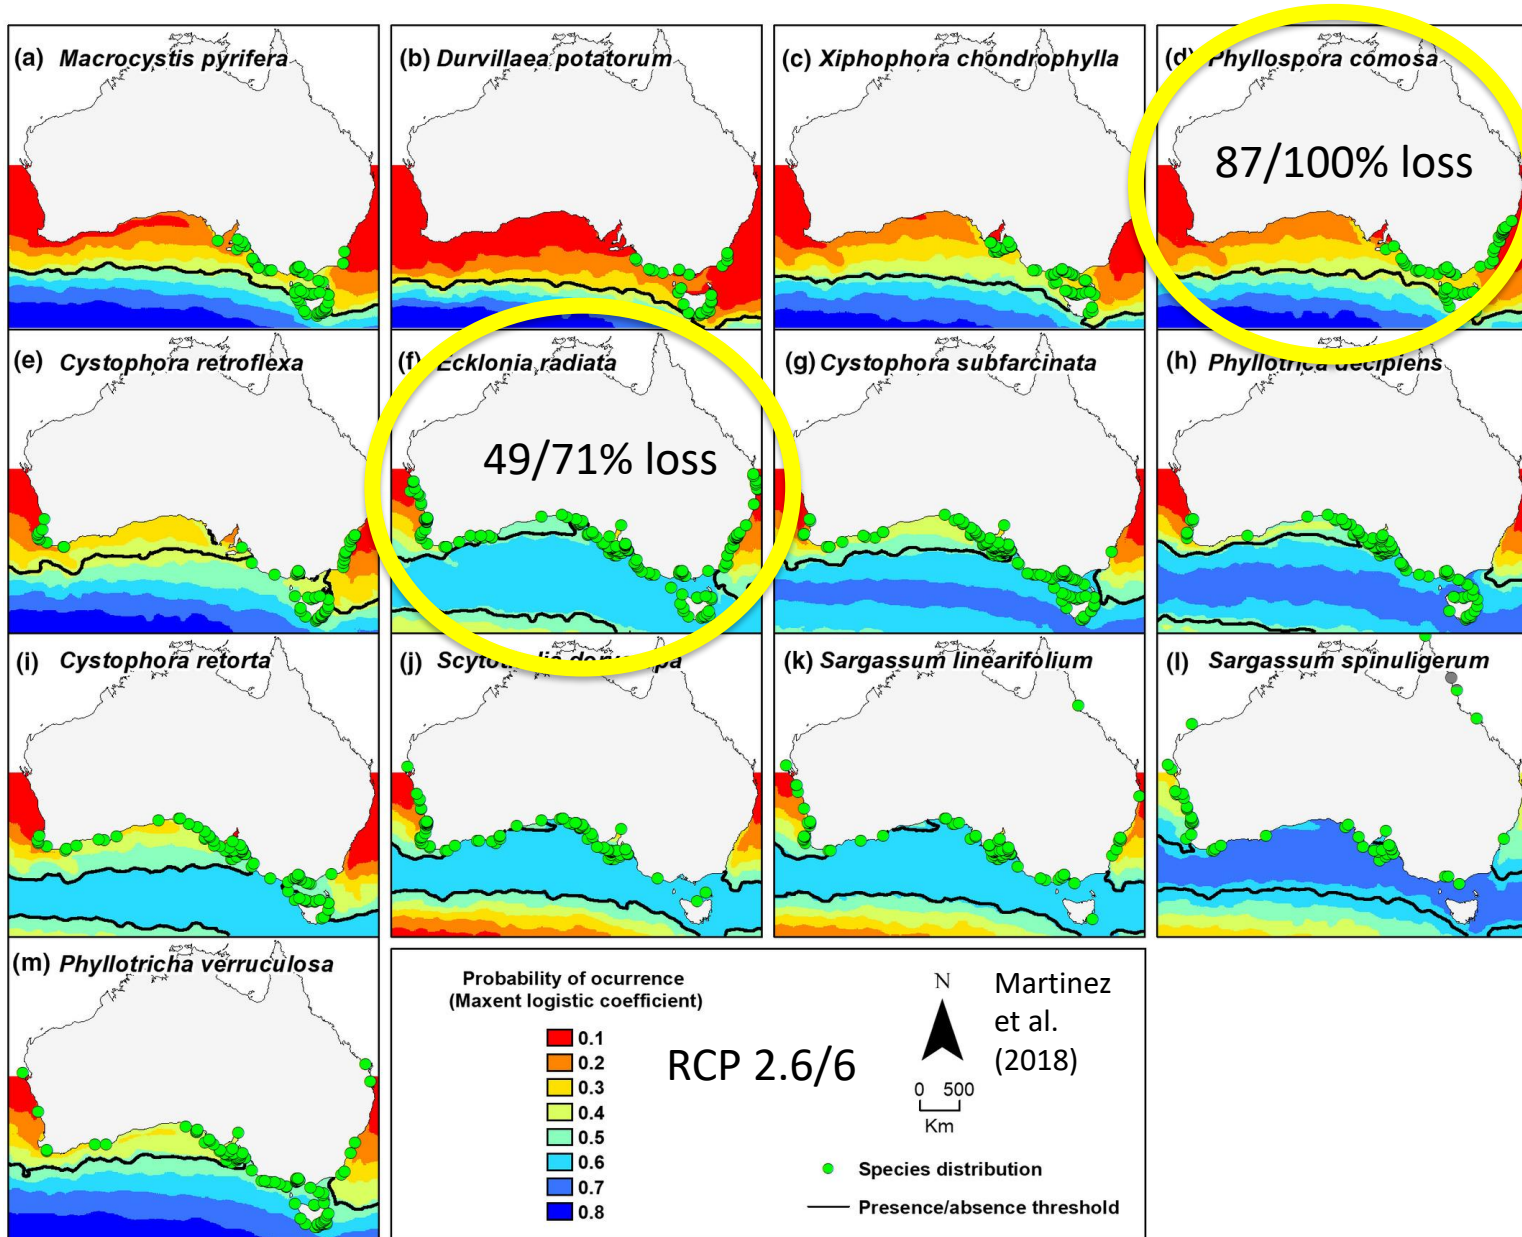 (a) Macrocystis pyrifera
(b) Durvillaea potatorum
(c) Xiphophora chondrophylla
(d) Phyllospora comosa
87/100% loss
(e) Cystophora retroflexa
(f) Ecklonia radiata
(g) Cystophora subfarcinata
(h) Phyllotrica decipiens
49/71% loss
(i) Cystophora retorta
(j)
(k) Sargassum linearifolium
(l) Sargassum spinuligerum
(m) Phyllotricha verruculosa
Probability of ocurrence
(Maxent logistic coefficient)
0.1
0.2
0.3
0.4
0.5
0.6
0.7
0.8
RCP 2.6/6
N
0 500
Km
Martinez
et al.
(2018)
Species distribution
Presence/absence threshold